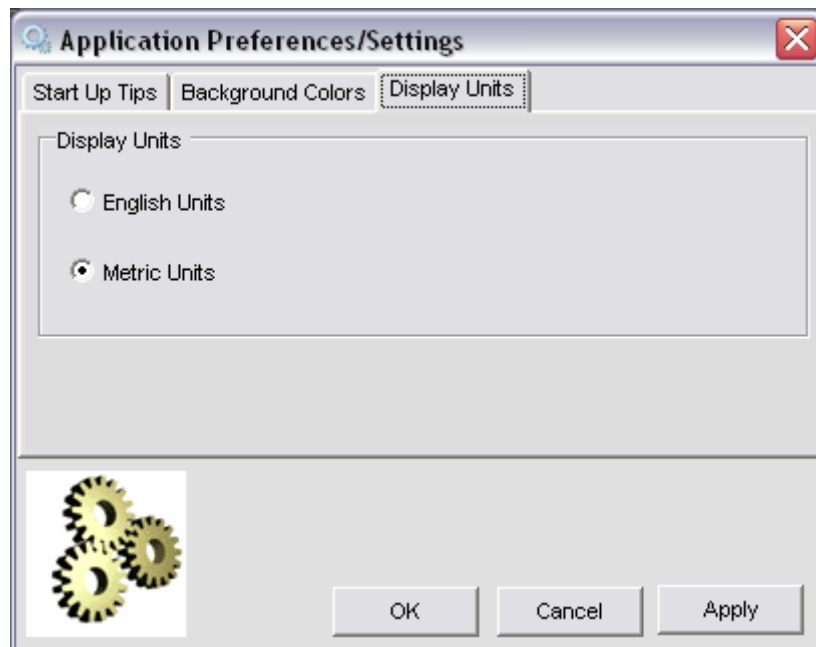 Application Preferences/Settings
Start Up Tips Background Colors Display Units
Display Units
English Units
Metric Units
OK Cancel Apply